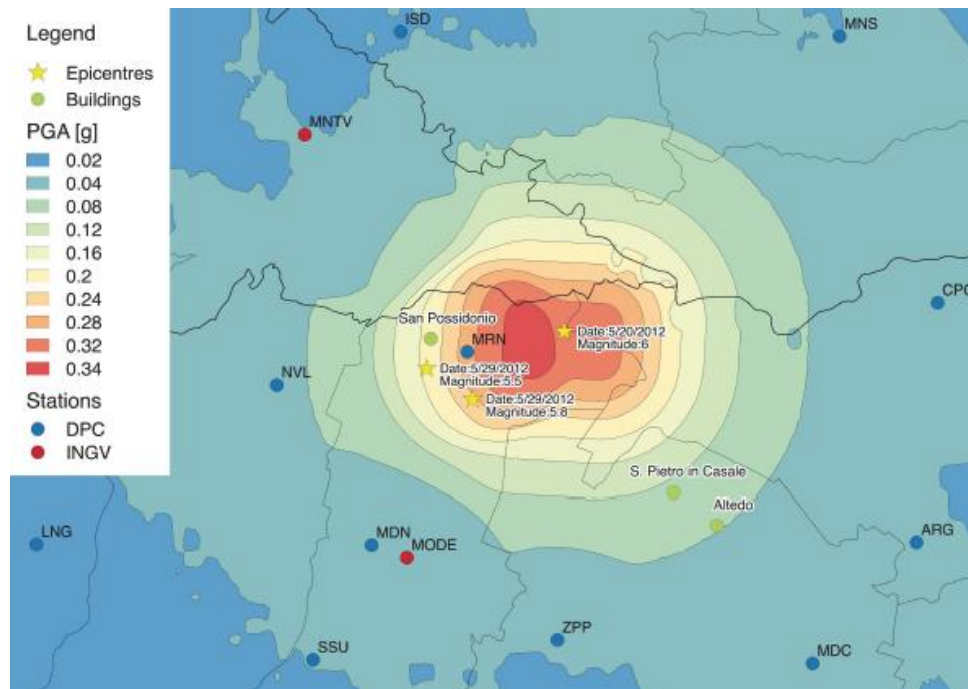 Legend
Epicentres
Buildings
PGA [g]
0.02
0.04
0.08
0.12
0.16
0.2
0.24
0.28
0.32
0.34
Stations
DPC
INGV
ISD
MNS
MNTV
CPC
San Possidonio
MRN
Date:5/20/2012
Magnitude:6
NVL
Date:5/29/2012
Magnitude:5.5
Date:5/29/2012
Magnitude:5.8
S. Pietro in Casale
Altedo
LNG
MDN
MODE
ARG
SSU
ZPP
MDC